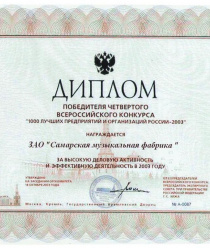 ДИПЛОМ
ПОБЕДИТЕЛЯ ЧЕТВЕРТОГО
ВСЕРОССИЙСКОГО КОНКУРСА
"1000 ЛУЧШИХ ПРЕДПРИЯТИЙ И ОРГАНИЗАЦИЙ РОССИИ-2003"
НАГРАЖДАЕТСЯ
ЗАО "Самарская музыкальная фабрика"
ЗА ВЫСОКУЮ ДЕЛОВУЮ АКТИВНОСТЬ
И ЭФФЕКТИВНУЮ ДЕЯТЕЛЬНОСТЬ В 2003 ГОДУ
Москва, Кремль, Государственный Кремлевский Дворец